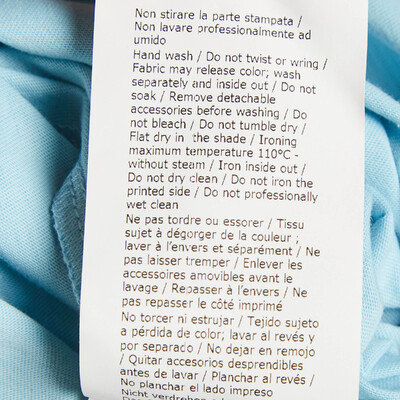 Non stirare la parte stampata /
Non lavare professionalmente ad
umido
Hand wash / Do not twist or wring /
Fabric may release color; wash
separately and inside out / Do not
soak / Remove detachable
accessories before washing / Do
not bleach / Do not tumble dry /
Flat dry in the shade / Ironing
maximum temperature 110°C -
without steam / Iron inside out /
Do not dry clean / Do not iron the
printed side / Do not professionally
wet clean
Ne pas tordre ou essorer / Tissu
sujet à dégorger de la couleur ;
laver à l'envers et séparément / Ne
pas laisser tremper / Enlever les
accessoires amovibles avant le
lavage / Repasser à l'envers / Ne
pas repasser le côté imprimé
No torcer ni estrujar / Tejido sujeto
a pérdida de color; lavar al revés y
por separado / No dejar en remojo
/ Quitar accesorios desprendibles
antes de lavar / Planchar al revés /
No planchar el lado impreso
Nicht verdrehen